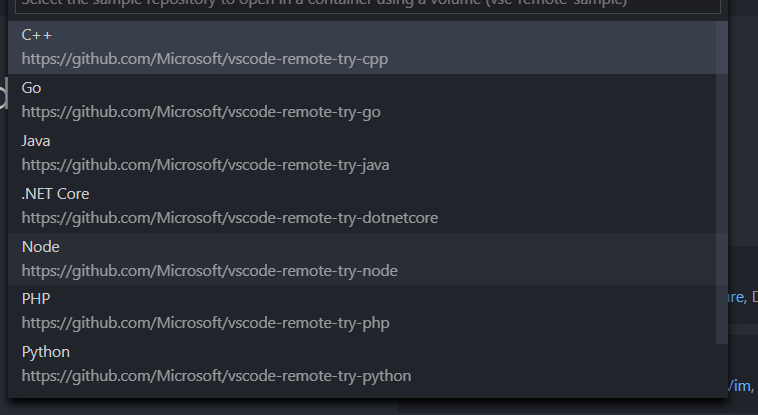 Select the sample repository to open in a container using a volume (vsc-remote-sample)
C++
https://github.com/Microsoft/vscode-remote-try-cpp
Go
https://github.com/Microsoft/vscode-remote-try-go
Java
https://github.com/Microsoft/vscode-remote-try-java
.NET Core
https://github.com/Microsoft/vscode-remote-try-dotnetcore
Node
https://github.com/Microsoft/vscode-remote-try-node
PHP
https://github.com/Microsoft/vscode-remote-try-php
Python
https://github.com/Microsoft/vscode-remote-try-python